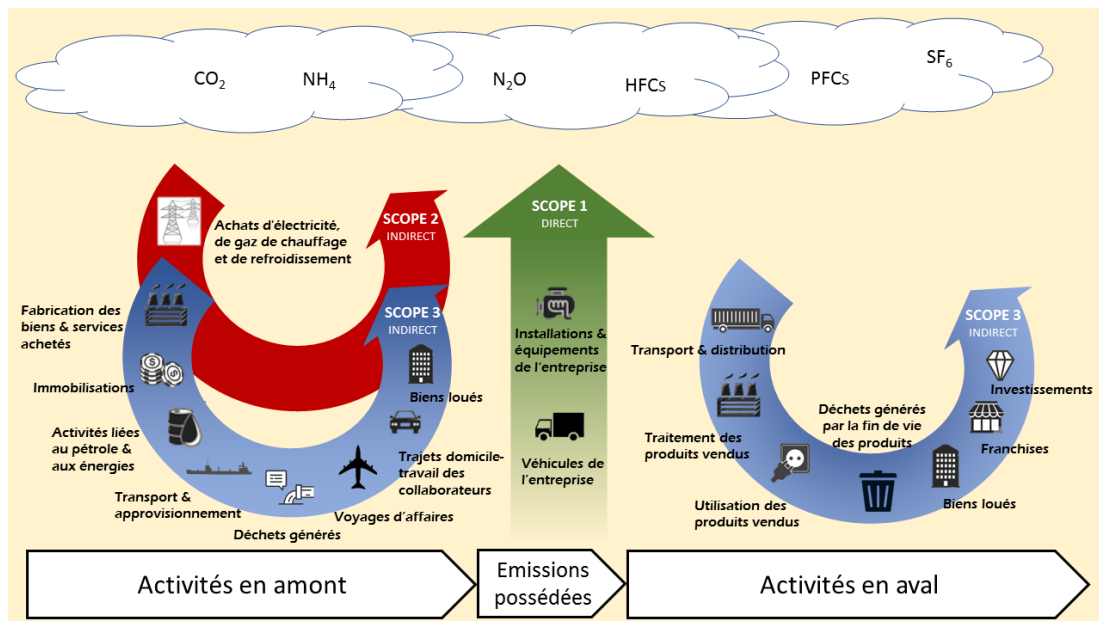 CO₂
NH₄
N₂O
HFCs
PFCs
SF₆
SCOPE 2
INDIRECT
Achats d'électricité,
de gaz de chauffage
et de refroidissement
SCOPE 3
INDIRECT
Fabrication des
biens & services
achetés
Immobilisations
Activités liées
au pétrole &
aux énergies
Transport &
approvisionnement
Déchets générés
Voyages d'affaires
Trajets domicile-
travail des
collaborateurs
Biens loués
SCOPE 1
DIRECT
Installations &
équipements
de l'entreprise
Véhicules de
l'entreprise
SCOPE 3
INDIRECT
Transport & distribution
Traitement des
produits vendus
Utilisation des
produits vendus
Déchets générés
par la fin de vie
des produits
Biens loués
Franchises
Investissements
Activités en amont
Emissions
possédées
Activités en aval